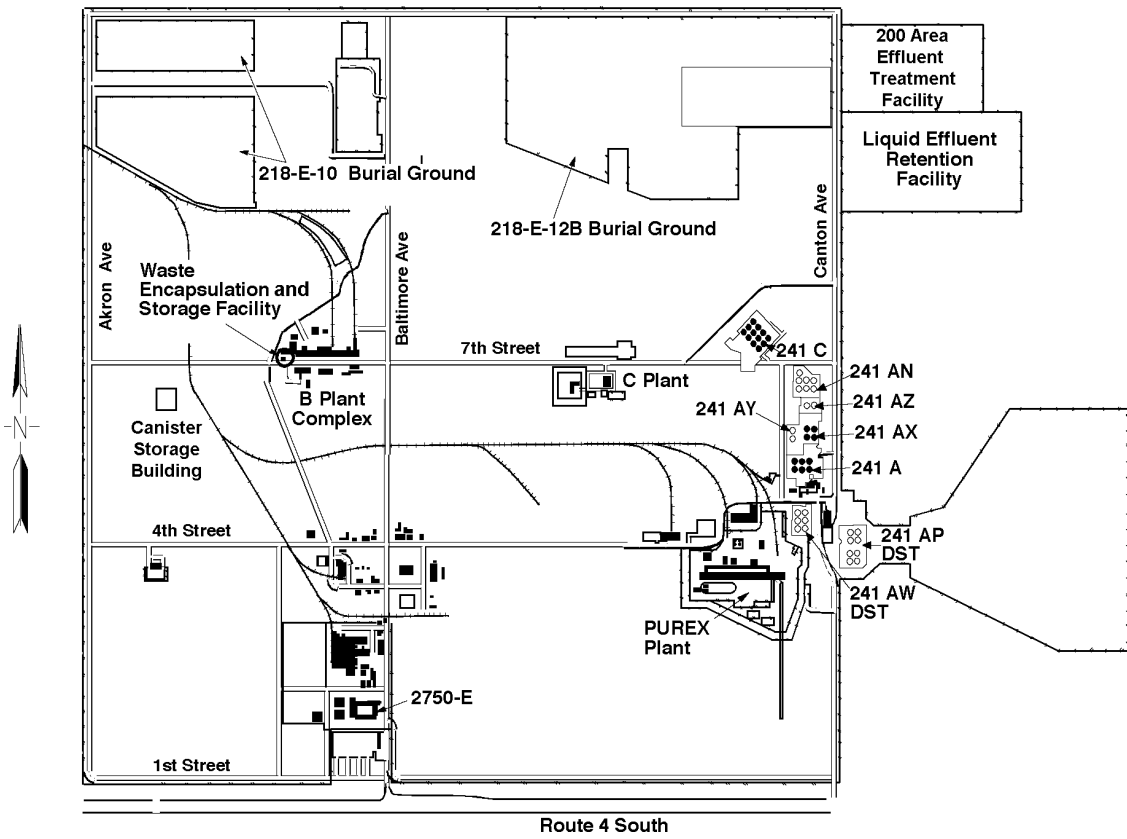 200 Area
Effluent
Treatment
Facility
Liquid Effluent
Retention
Facility
218-E-10 Burial Ground
218-E-12B Burial Ground
Canton Ave
Akron Ave
Baltimore Ave
Waste
Encapsulation and
Storage Facility
7th Street
241 C
C Plant
241 AN
241 AZ
241 AY
241 AX
241 A
B Plant
Complex
Canister
Storage
Building
N
4th Street
241 AP
DST
241 AW
DST
PUREX
Plant
2750-E
1st Street
Route 4 South